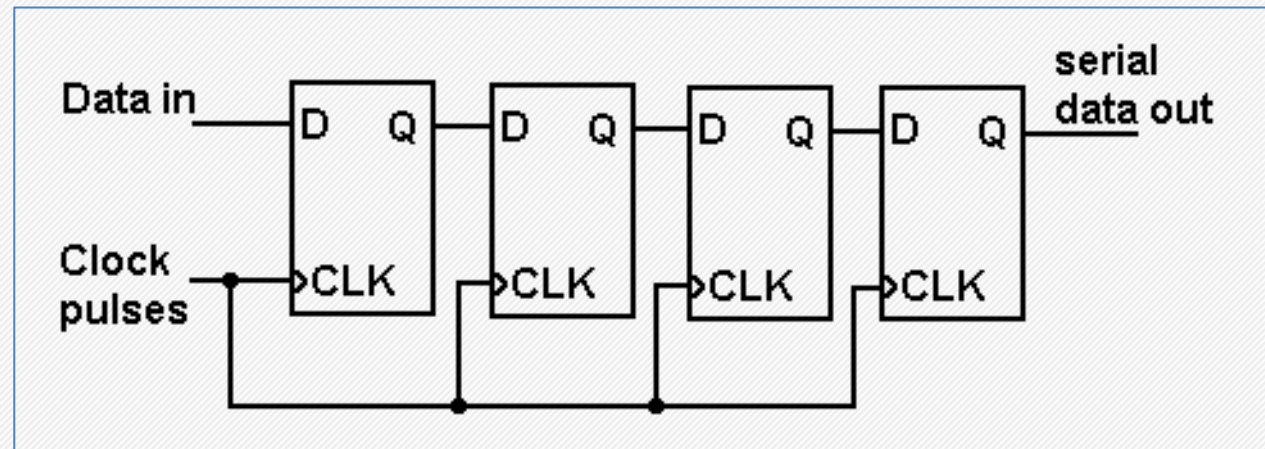 serial
data out
Data in
D Q D Q D Q D Q
Clock
pulses
CLK CLK CLK CLK